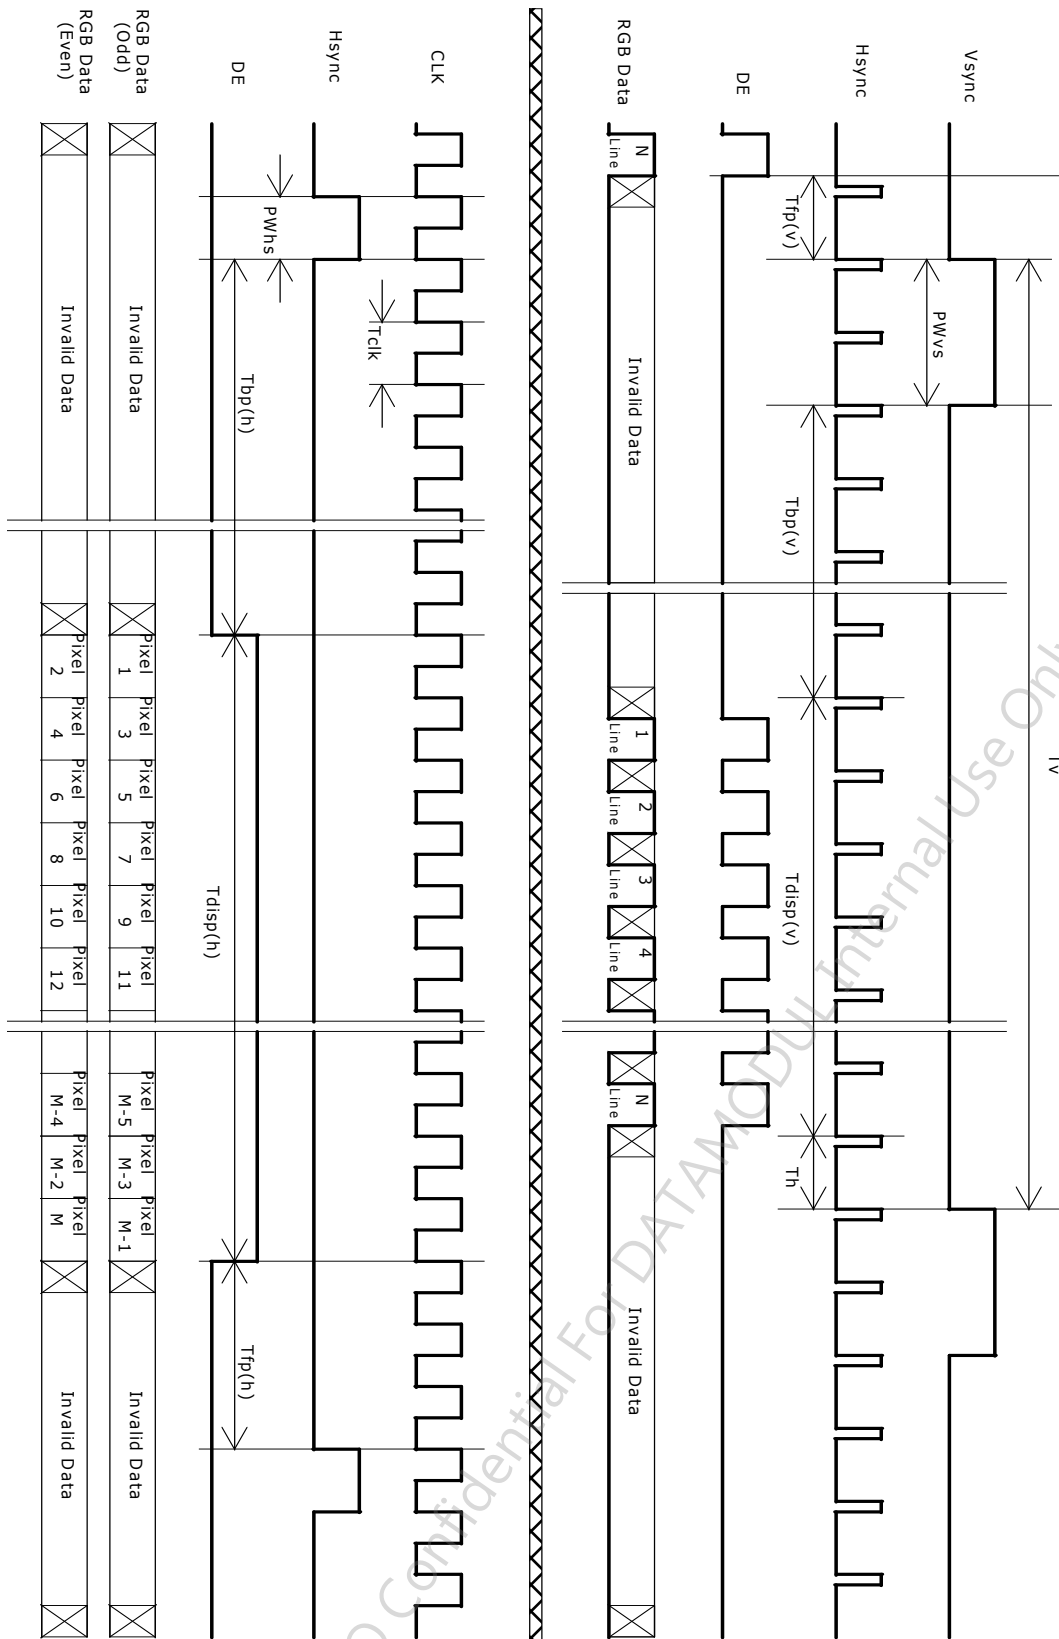 Tv
Vsync
PWvs
Hsync
Tfp(v)
Tbp(v)
Tdisp(v)
Th
DE
RGB Data
Line N
Invalid Data
Line 1
Line 2
Line 3
Line 4
Line N
Invalid Data
CLK
Tclk
Hsync
PWhs
DE
Tbp(h)
Tdisp(h)
Tfp(h)
RGB Data
(Odd)
Invalid Data
Pixel 1
Pixel 3
Pixel 5
Pixel 7
Pixel 9
Pixel 11
Pixel M-5
Pixel M-3
Pixel M-1
Invalid Data
RGB Data
(Even)
Invalid Data
Pixel 2
Pixel 4
Pixel 6
Pixel 8
Pixel 10
Pixel 12
Pixel M-4
Pixel M-2
Pixel M
Invalid Data
Confidential For DATAMODUL Internal Use